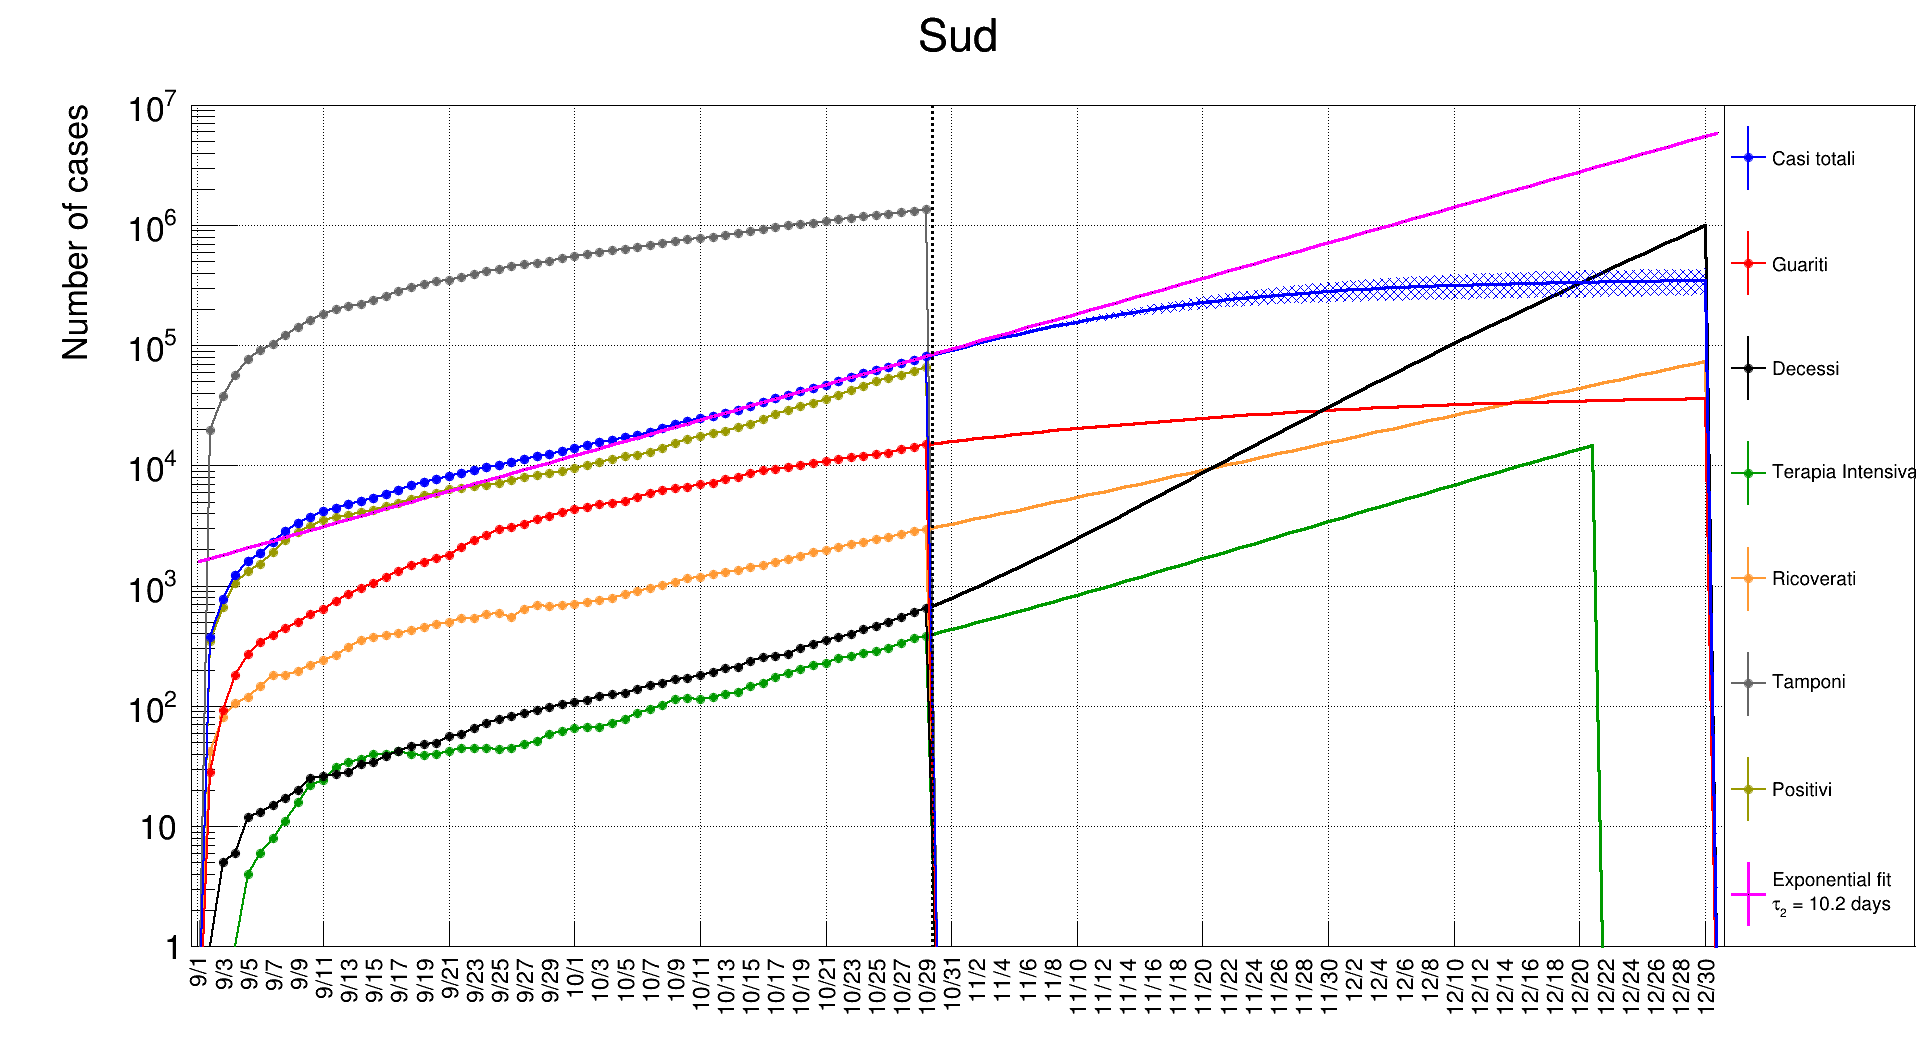 Sud
Number of cases
10^7
10^6
10^5
10^4
10^3
10^2
10
1
9/1 9/3 9/5 9/7 9/9 9/11 9/13 9/15 9/17 9/19 9/21 9/23 9/25 9/27 9/29 10/1 10/3 10/5 10/7 10/9 10/11 10/13 10/15 10/17 10/19 10/21 10/23 10/25 10/27 10/29 10/31 11/2 11/4 11/6 11/8 11/10 11/12 11/14 11/16 11/18 11/20 11/22 11/24 11/26 11/28 11/30 12/2 12/4 12/6 12/8 12/10 12/12 12/14 12/16 12/18 12/20 12/22 12/24 12/26 12/28 12/30
Casi totali
Guariti
Decessi
Terapia Intensiva
Ricoverati
Tamponi
Positivi
Exponential fit
τ₂ = 10.2 days